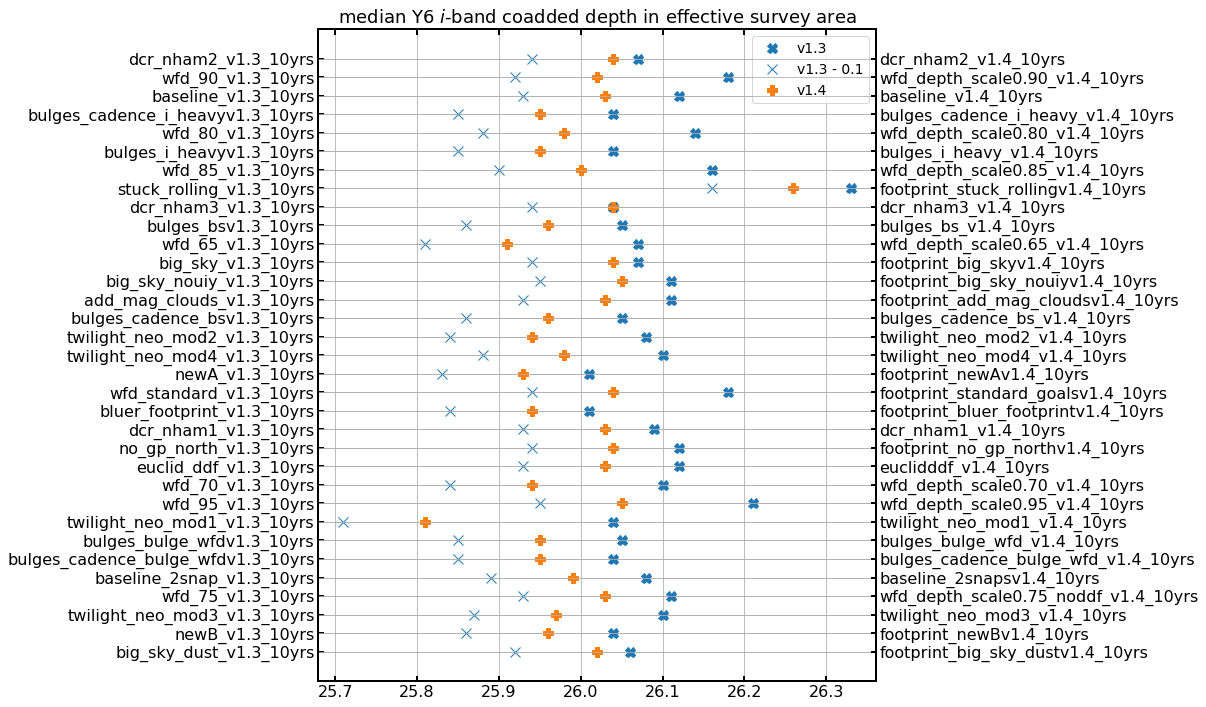 median Y6 i-band coadded depth in effective survey area
v1.3
v1.3 - 0.1
v1.4
dcr_nham2_v1.3_10yrs dcr_nham2_v1.4_10yrs
wfd_90_v1.3_10yrs wfd_depth_scale0.90_v1.4_10yrs
baseline_v1.3_10yrs baseline_v1.4_10yrs
bulges_cadence_i_heavyv1.3_10yrs bulges_cadence_i_heavy_v1.4_10yrs
wfd_80_v1.3_10yrs wfd_depth_scale0.80_v1.4_10yrs
bulges_i_heavyv1.3_10yrs bulges_i_heavy_v1.4_10yrs
wfd_85_v1.3_10yrs wfd_depth_scale0.85_v1.4_10yrs
stuck_rolling_v1.3_10yrs footprint_stuck_rollingv1.4_10yrs
dcr_nham3_v1.3_10yrs dcr_nham3_v1.4_10yrs
bulges_bsv1.3_10yrs bulges_bs_v1.4_10yrs
wfd_65_v1.3_10yrs wfd_depth_scale0.65_v1.4_10yrs
big_sky_v1.3_10yrs footprint_big_skyv1.4_10yrs
big_sky_nouiy_v1.3_10yrs footprint_big_sky_nouiyv1.4_10yrs
add_mag_clouds_v1.3_10yrs footprint_add_mag_cloudsv1.4_10yrs
bulges_cadence_bsv1.3_10yrs bulges_cadence_bs_v1.4_10yrs
twilight_neo_mod2_v1.3_10yrs twilight_neo_mod2_v1.4_10yrs
twilight_neo_mod4_v1.3_10yrs twilight_neo_mod4_v1.4_10yrs
newA_v1.3_10yrs footprint_newAv1.4_10yrs
wfd_standard_v1.3_10yrs footprint_standard_goalsv1.4_10yrs
bluer_footprint_v1.3_10yrs footprint_bluer_footprintv1.4_10yrs
dcr_nham1_v1.3_10yrs dcr_nham1_v1.4_10yrs
no_gp_north_v1.3_10yrs footprint_no_gp_northv1.4_10yrs
euclid_ddf_v1.3_10yrs euclidddf_v1.4_10yrs
wfd_70_v1.3_10yrs wfd_depth_scale0.70_v1.4_10yrs
wfd_95_v1.3_10yrs wfd_depth_scale0.95_v1.4_10yrs
twilight_neo_mod1_v1.3_10yrs twilight_neo_mod1_v1.4_10yrs
bulges_bulge_wfdv1.3_10yrs bulges_bulge_wfd_v1.4_10yrs
bulges_cadence_bulge_wfdv1.3_10yrs bulges_cadence_bulge_wfd_v1.4_10yrs
baseline_2snap_v1.3_10yrs baseline_2snapsv1.4_10yrs
wfd_75_v1.3_10yrs wfd_depth_scale0.75_noddf_v1.4_10yrs
twilight_neo_mod3_v1.3_10yrs twilight_neo_mod3_v1.4_10yrs
newB_v1.3_10yrs footprint_newBv1.4_10yrs
big_sky_dust_v1.3_10yrs footprint_big_sky_dustv1.4_10yrs
25.7 25.8 25.9 26.0 26.1 26.2 26.3